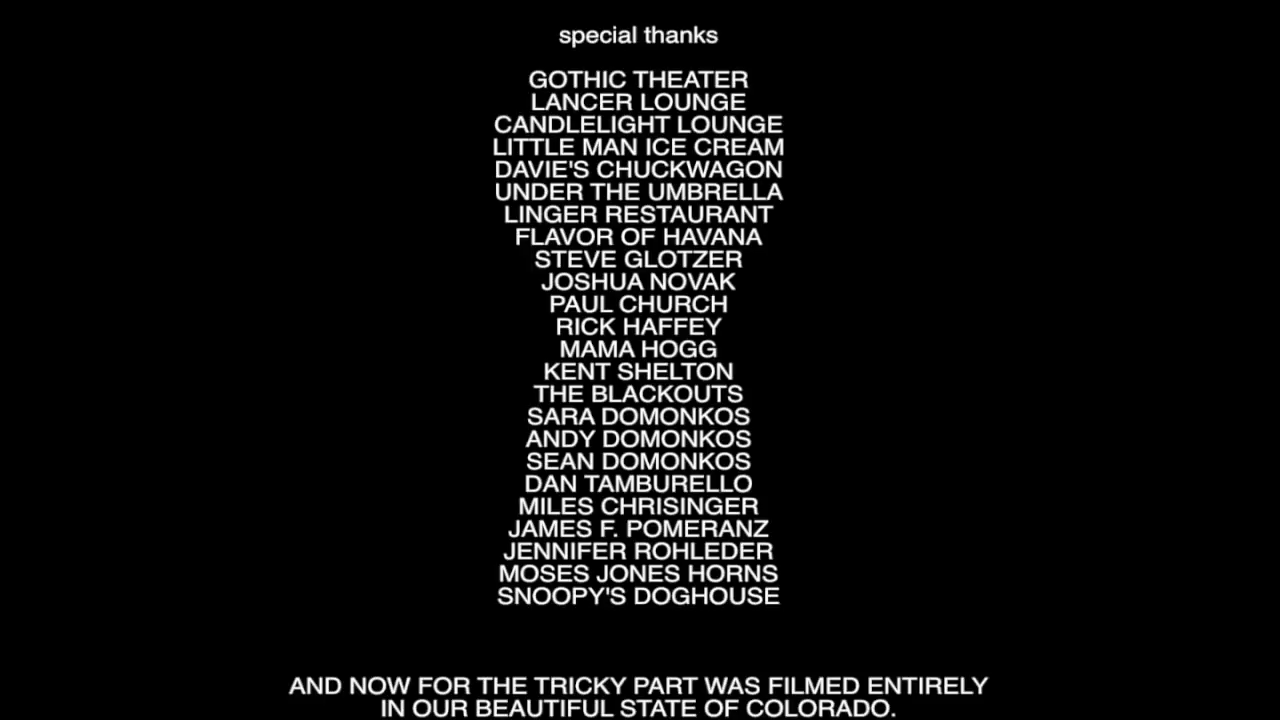 special thanks
GOTHIC THEATER
LANCER LOUNGE
CANDLELIGHT LOUNGE
LITTLE MAN ICE CREAM
DAVIE'S CHUCKWAGON
UNDER THE UMBRELLA
LINGER RESTAURANT
FLAVOR OF HAVANA
STEVE GLOTZER
JOSHUA NOVAK
PAUL CHURCH
RICK HAFFEY
MAMA HOGG
KENT SHELTON
THE BLACKOUTS
SARA DOMONKOS
ANDY DOMONKOS
SEAN DOMONKOS
DAN TAMBURELLO
MILES CHRISINGER
JAMES F. POMERANZ
JENNIFER ROHLEDER
MOSES JONES HORNS
SNOOPY'S DOGHOUSE
AND NOW FOR THE TRICKY PART WAS FILMED ENTIRELY
IN OUR BEAUTIFUL STATE OF COLORADO.